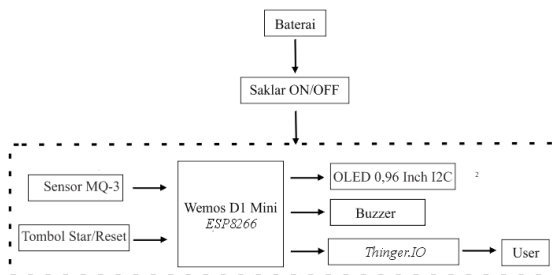 Baterai
Saklar ON/OFF
Sensor MQ-3
Tombol Star/Reset
Wemos D1 Mini
ESP8266
OLED 0,96 Inch I2C
2
Buzzer
Thinger.IO
User